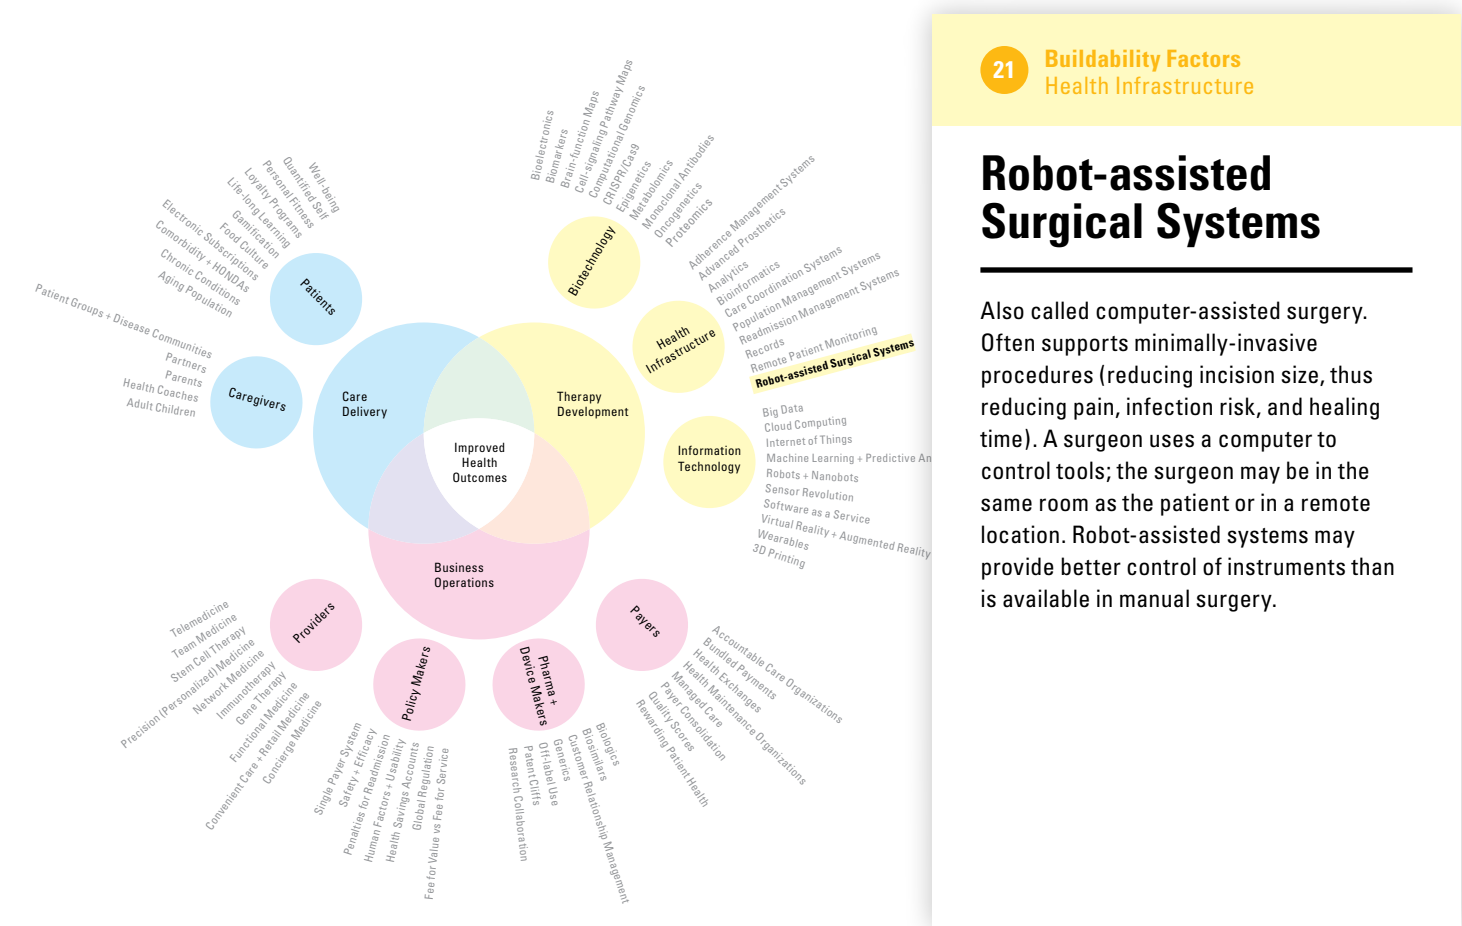 Bioelectronics
Biomarkers
Brain-function Maps
Cell-signaling Pathway Maps
Computational Genomics
CRISPR/Cas9
Epigenetics
Metabolomics
Monoclonal Antibodies
Oncogenetics
Proteomics
Biotechnology
Adherence Management Systems
Advanced Prosthetics
Analytics
Bioinformatics
Care Coordination Systems
Population Management Systems
Readmission Management Systems
Records
Remote Patient Monitoring
Robot-assisted Surgical Systems
Health
Infrastructure
Big Data
Cloud Computing
Internet of Things
Machine Learning + Predictive An
Robots + Nanobots
Sensor Revolution
Software as a Service
Virtual Reality + Augmented Reality
Wearables
3D Printing
Information
Technology
Well-being
Quantified Self
Personal Fitness
Loyalty Programs
Life-long Learning
Gamification
Food Culture
Electronic Subscriptions
Comorbidity + HONDAs
Chronic Conditions
Aging Population
Patients
Patient Groups + Disease Communities
Partners
Parents
Health Coaches
Adult Children
Caregivers
Care
Delivery
Therapy
Development
Improved
Health
Outcomes
Business
Operations
Providers
Telemedicine
Team Medicine
Stem Cell Therapy
Precision (Personalized) Medicine
Network Medicine
Immunotherapy
Gene Therapy
Functional Medicine
Convenient Care + Retail Medicine
Concierge Medicine
Policy Makers
Single Payer System
Safety + Efficacy
Penalties for Readmission
Human Factors + Usability
Health Savings Accounts
Global Regulation
Fee for Value vs Fee for Service
Pharma +
Device Makers
Research Collaboration
Patent Cliffs
Off-label Use
Generics
Customer Relationship Management
Biosimilars
Biologics
Payers
Accountable Care Organizations
Bundled Payments
Health Exchanges
Health Maintenance Organizations
Managed Care
Payer Consolidation
Quality Scores
Rewarding Patient Health
21
Buildability Factors
Health Infrastructure
Robot-assisted
Surgical Systems
Also called computer-assisted surgery.
Often supports minimally-invasive
procedures (reducing incision size, thus
reducing pain, infection risk, and healing
time). A surgeon uses a computer to
control tools; the surgeon may be in the
same room as the patient or in a remote
location. Robot-assisted systems may
provide better control of instruments than
is available in manual surgery.